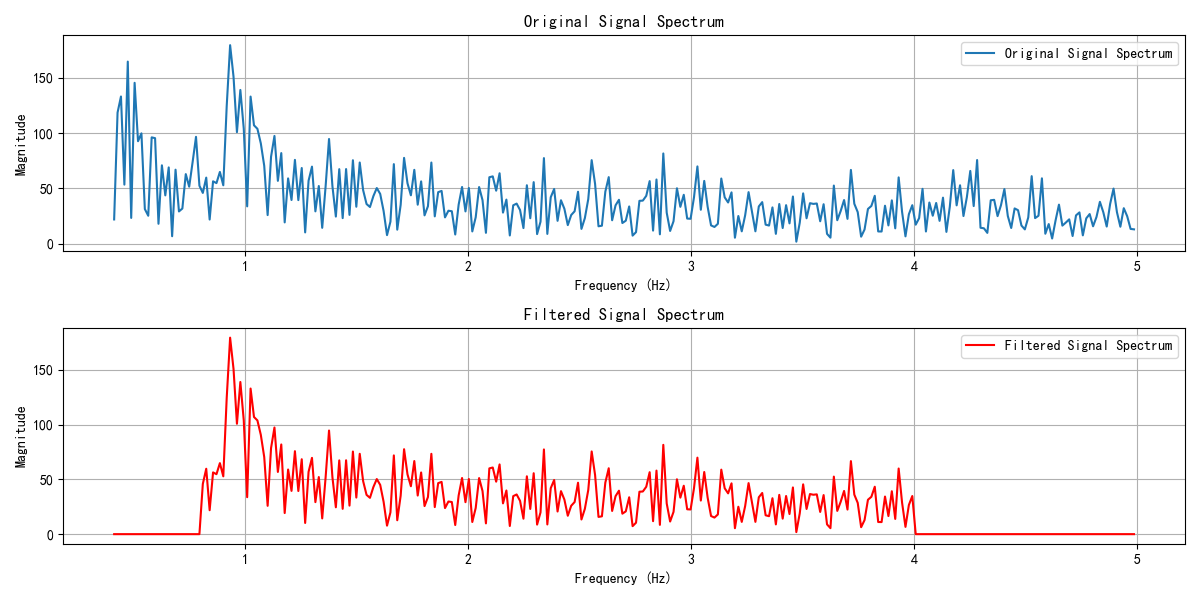 Original Signal Spectrum
Original Signal Spectrum
Magnitude
150
100
50
0
1 2 3 4 5
Frequency (Hz)
Filtered Signal Spectrum
Filtered Signal Spectrum
Magnitude
150
100
50
0
1 2 3 4 5
Frequency (Hz)